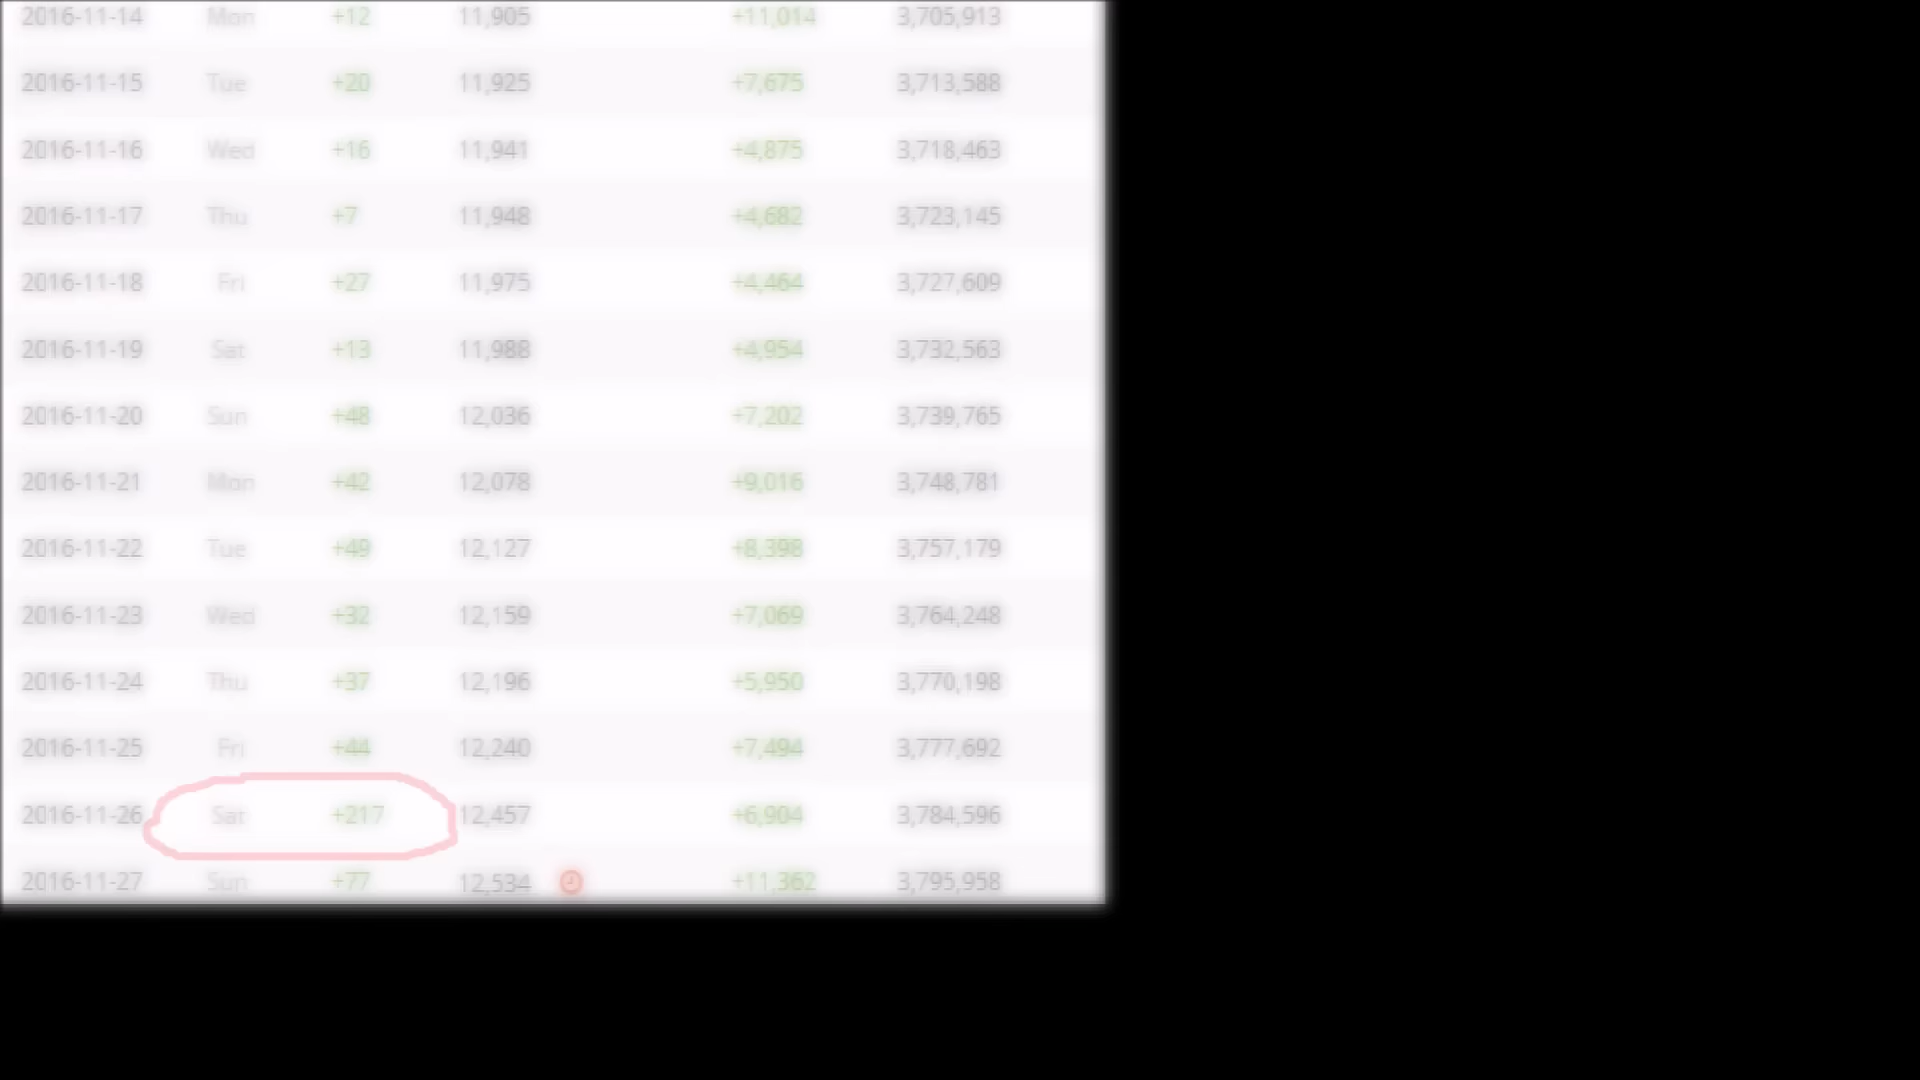 2016-11-14 Mon +12 11,905 +11,014 3,705,913
2016-11-15 Tue +20 11,925 +7,675 3,713,588
2016-11-16 Wed +16 11,941 +4,875 3,718,463
2016-11-17 Thu +7 11,948 +4,682 3,723,145
2016-11-18 Fri +27 11,975 +4,464 3,727,609
2016-11-19 Sat +13 11,988 +4,954 3,732,563
2016-11-20 Sun +48 12,036 +7,202 3,739,765
2016-11-21 Mon +42 12,078 +9,016 3,748,781
2016-11-22 Tue +49 12,127 +8,398 3,757,179
2016-11-23 Wed +32 12,159 +7,069 3,764,248
2016-11-24 Thu +37 12,196 +5,950 3,770,198
2016-11-25 Fri +44 12,240 +7,494 3,777,692
2016-11-26 Sat +217 12,457 +6,904 3,784,596
2016-11-27 Sun +77 12,534 +11,362 3,795,958